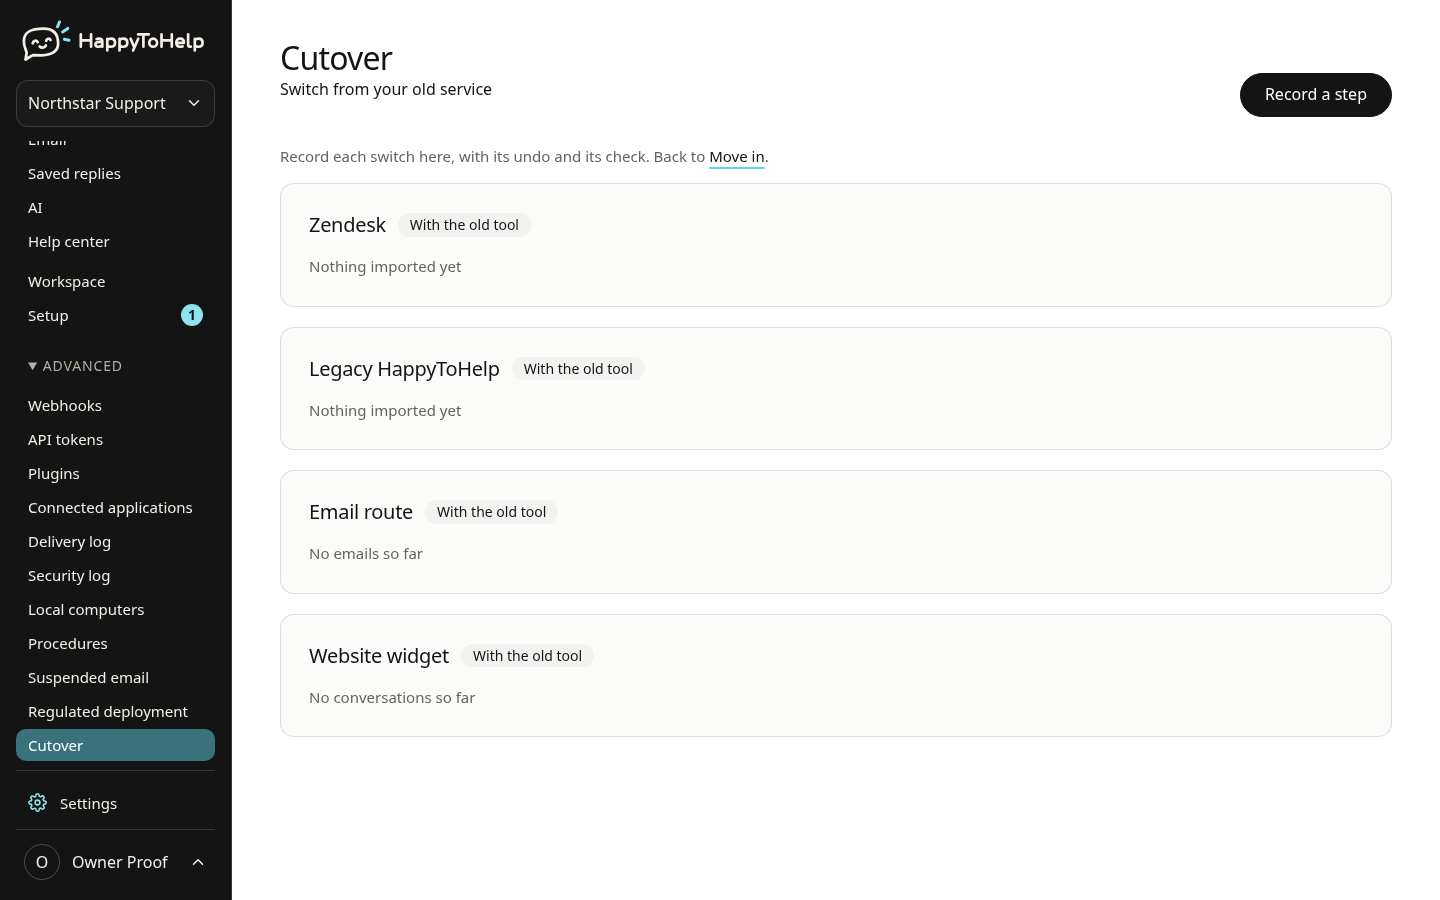 HappyToHelp
Northstar Support
Email
Saved replies
AI
Help center
Workspace
Setup 1
▼ ADVANCED
Webhooks
API tokens
Plugins
Connected applications
Delivery log
Security log
Local computers
Procedures
Suspended email
Regulated deployment
Cutover
Settings
O Owner Proof
Cutover
Switch from your old service
Record a step
Record each switch here, with its undo and its check. Back to Move in.
Zendesk With the old tool
Nothing imported yet
Legacy HappyToHelp With the old tool
Nothing imported yet
Email route With the old tool
No emails so far
Website widget With the old tool
No conversations so far